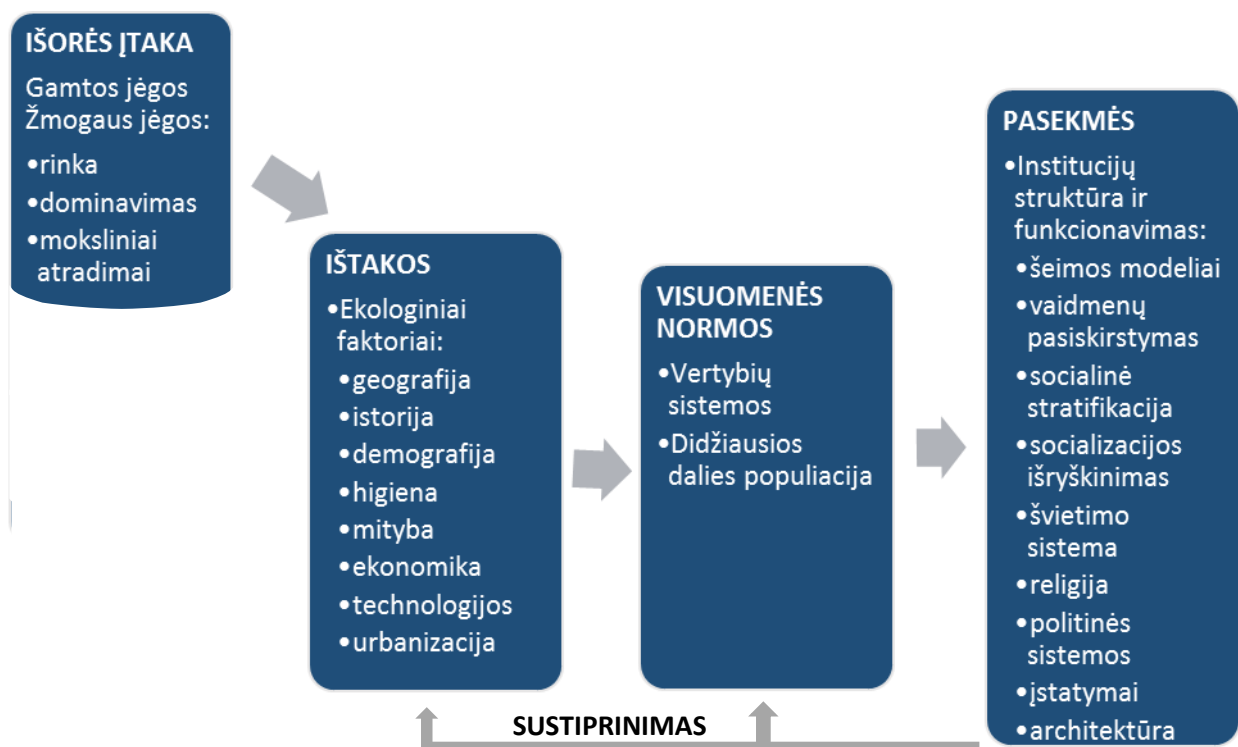 IŠORĖS ĮTAKA
Gamtos jėgos
Žmogaus jėgos:
•rinka
•dominavimas
•moksliniai
atradimai
IŠTAKOS
•Ekologiniai
faktoriai:
•geografija
•istorija
•demografija
•higiena
•mityba
•ekonomika
•technologijos
•urbanizacija
VISUOMENĖS
NORMOS
•Vertybių
sistemos
•Didžiausios
dalies populiacija
PASEKMĖS
•Institucijų
struktūra ir
funkcionavimas:
•šeimos modeliai
•vaidmenų
pasiskirstymas
•socialinė
stratifikacija
•socializacijos
išryškinimas
•švietimo
sistema
•religija
•politinės
sistemos
•įstatymai
•architektūra
SUSTIPRINIMAS